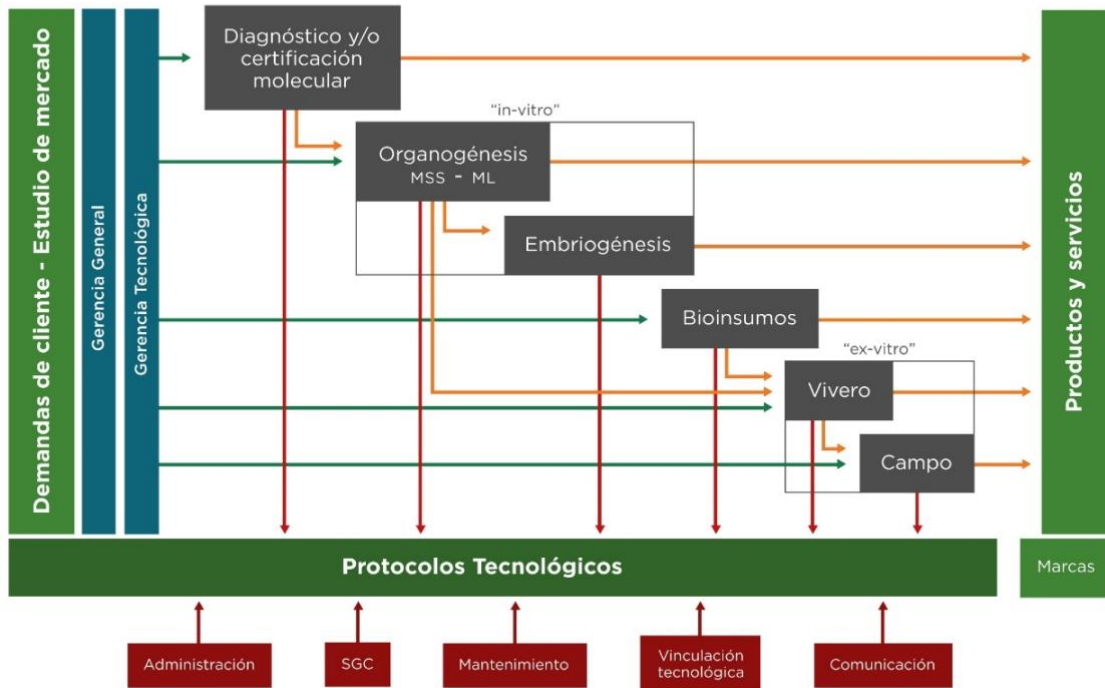 Demandas de cliente - Estudio de mercado
Gerencia General
Gerencia Tecnológica
Diagnóstico y/o
certificación
molecular
"in-vitro"
Organogénesis
MSS - ML
Embriogénesis
Bioinsumos
"ex-vitro"
Vivero
Campo
Productos y servicios
Protocolos Tecnológicos
Marcas
Administración
SGC
Mantenimiento
Vinculación
tecnológica
Comunicación